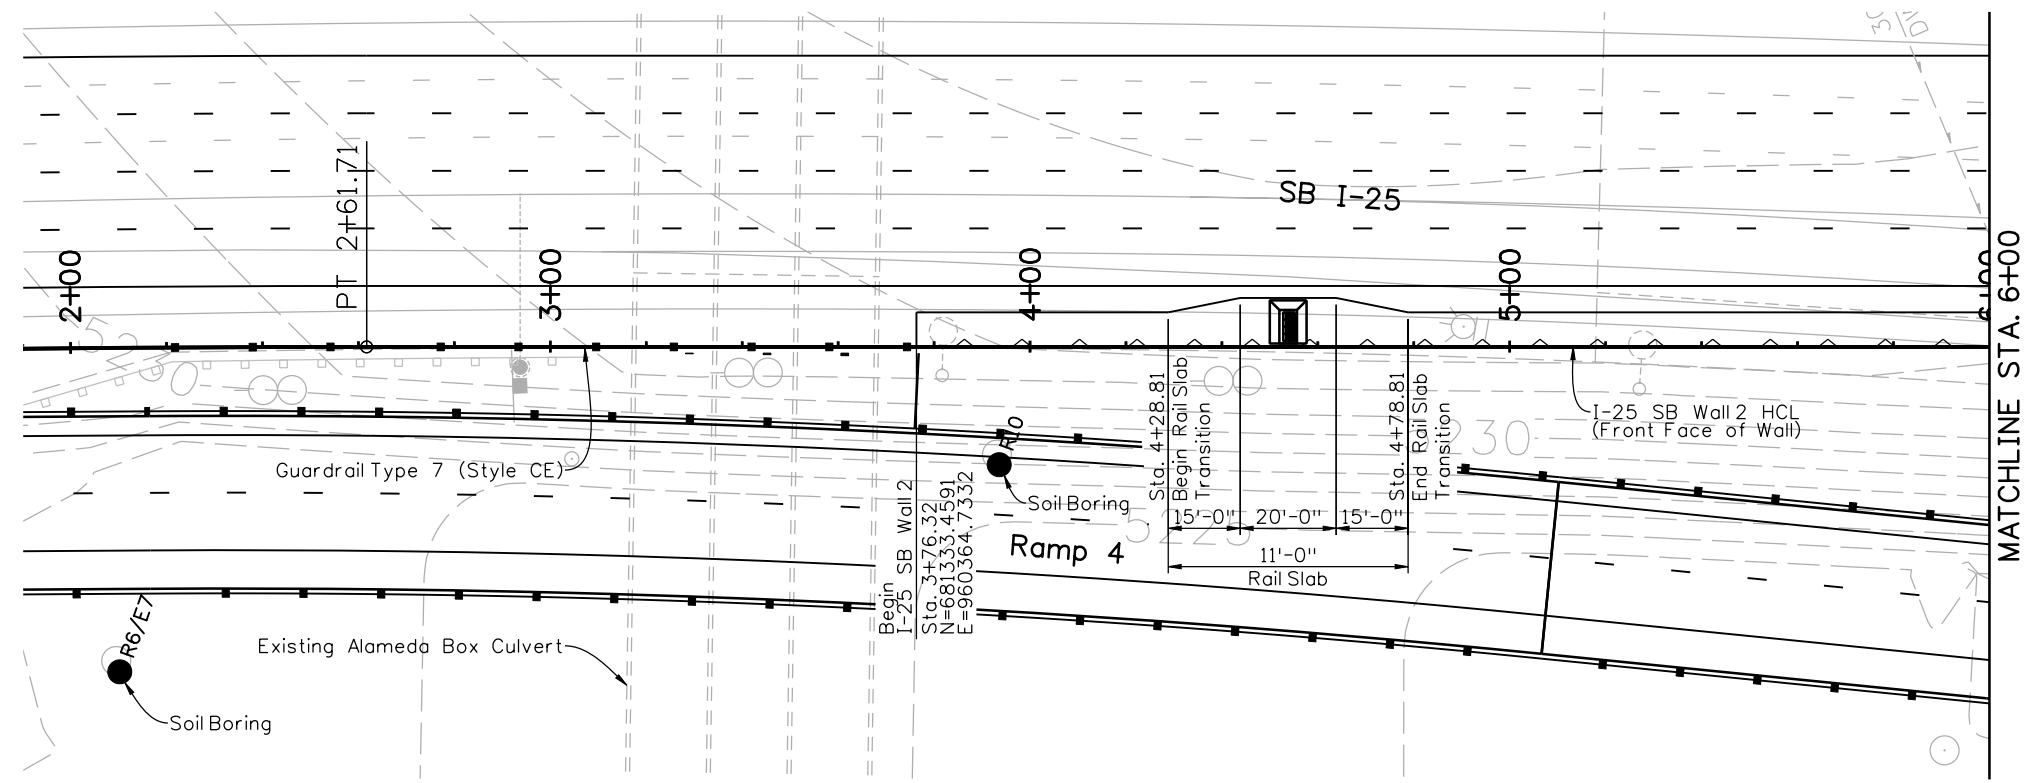 SB I-25
PT 2+61.71
2+00
3+00
4+00
5+00
6+00
MATCHLINE STA. 6+00
52
0
Guardrail Type 7 (Style CE)
R10
Soil Boring
Sta. 4+28.81
Begin Rail Slab
Transition
Sta. 4+78.81
End Rail Slab
Transition
I-25 SB Wall 2 HCL
(Front Face of Wall)
230
5225
15'-0"
20'-0"
15'-0"
11'-0"
Rail Slab
Ramp 4
Begin
I-25 SB Wall 2
Sta. 3+76.32
N=681333.4591
E=960364.7332
R6/E7
Soil Boring
Existing Alameda Box Culvert